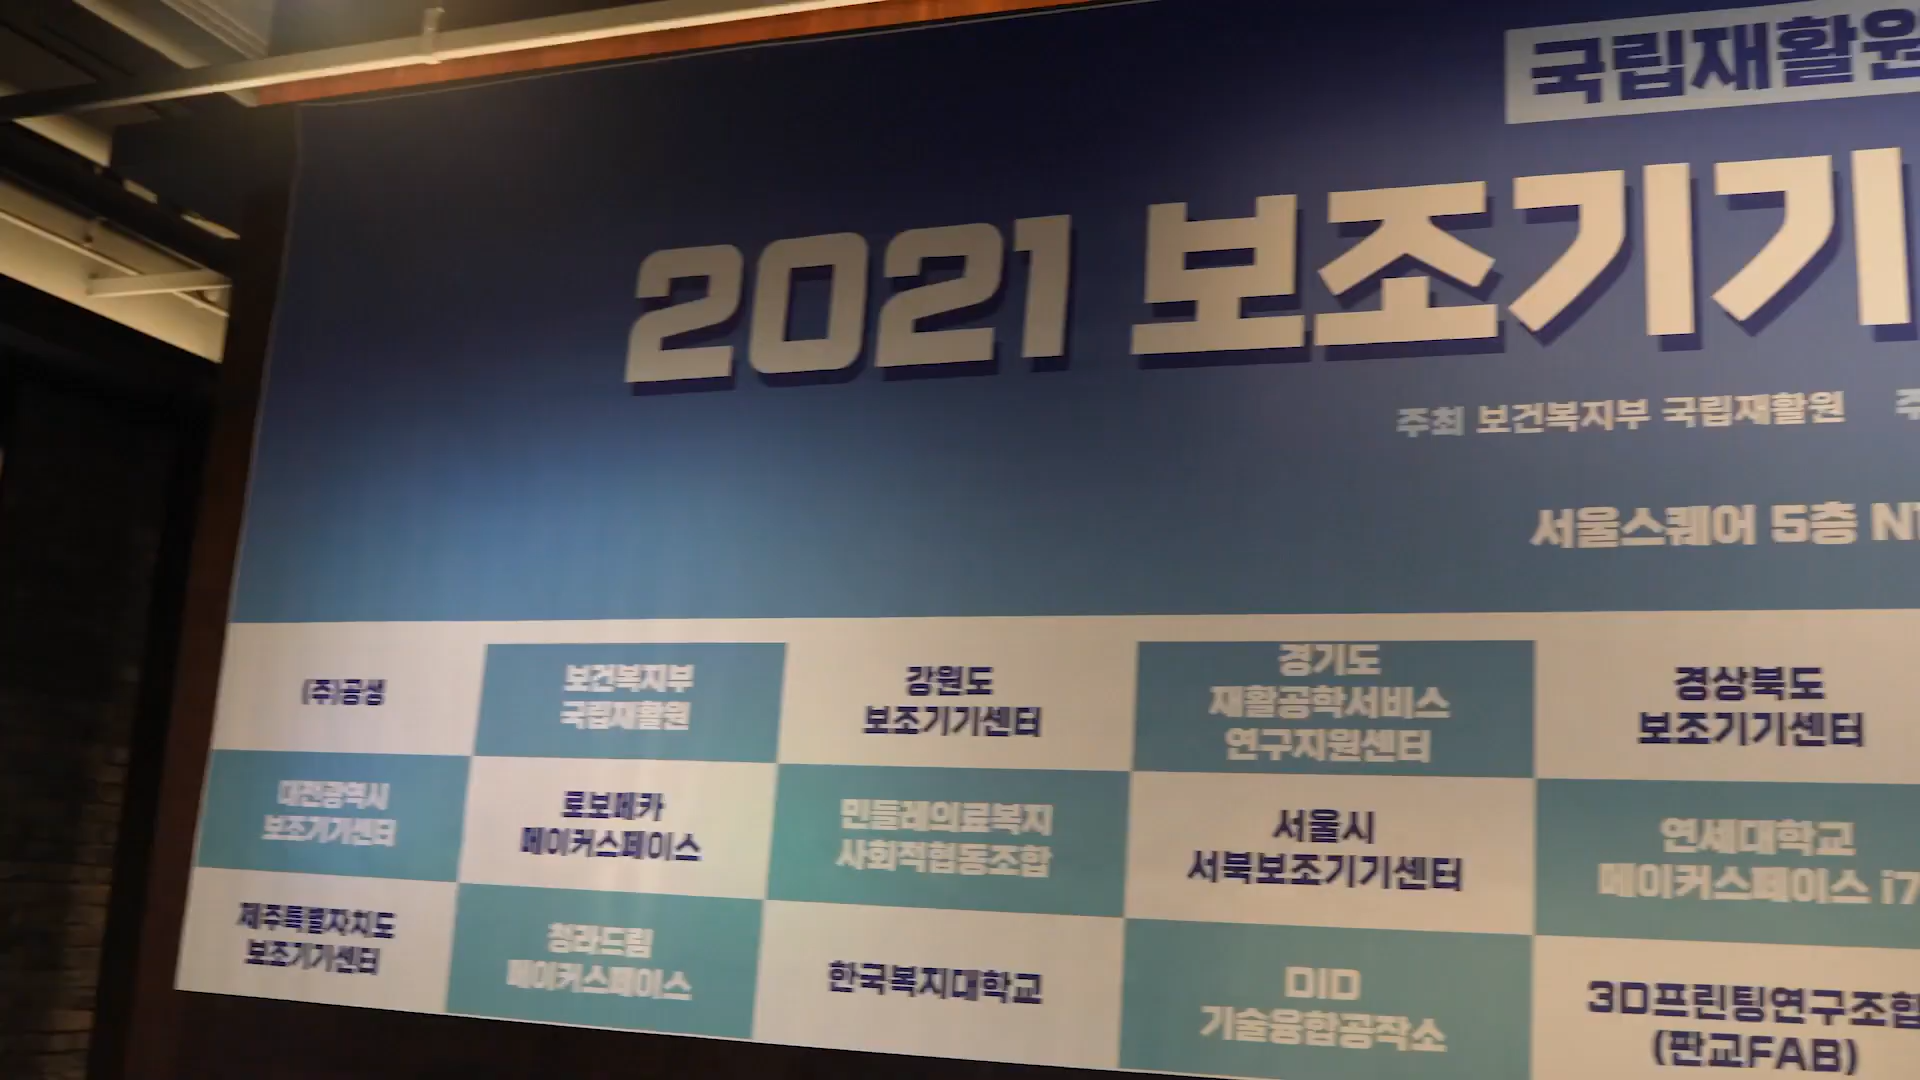 국립재활원
2021 보조기기
주최 보건복지부 국립재활원
서울스퀘어 5층
(주)공생
보건복지부
국립재활원
강원도
보조기기센터
경기도
재활공학서비스
연구지원센터
경상북도
보조기기센터
대전광역시
보조기기센터
로보메카
메이커스페이스
민들레의료복지
사회적협동조합
서울시
서북보조기기센터
연세대학교
메이커스페이스 i7
제주특별자치도
보조기기센터
청라드림
메이커스페이스
한국복지대학교
DID
기술융합공작소
3D프린팅연구조합
(판교FAB)